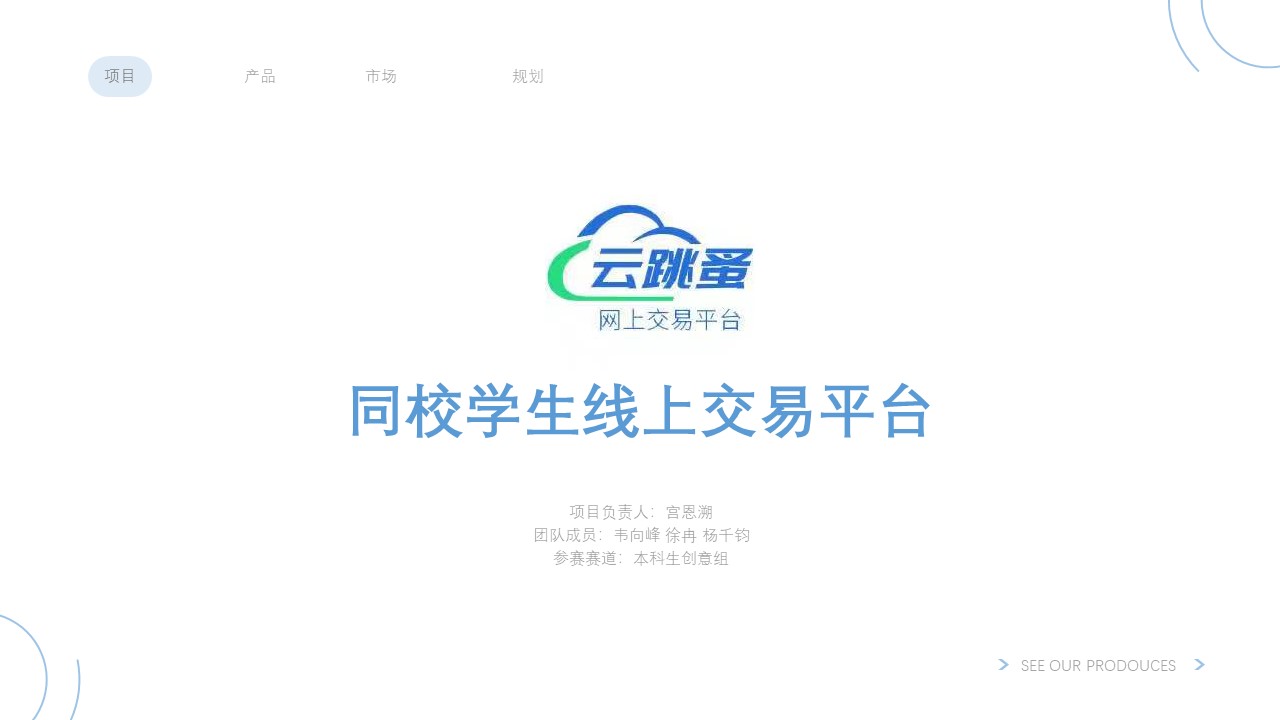 项目 产品 市场 规划
云跳蚤
网上交易平台
同校学生线上交易平台
项目负责人：宫恩溯
团队成员：韦向峰 徐冉 杨千钧
参赛赛道：本科生创意组
SEE OUR PRODOUCES